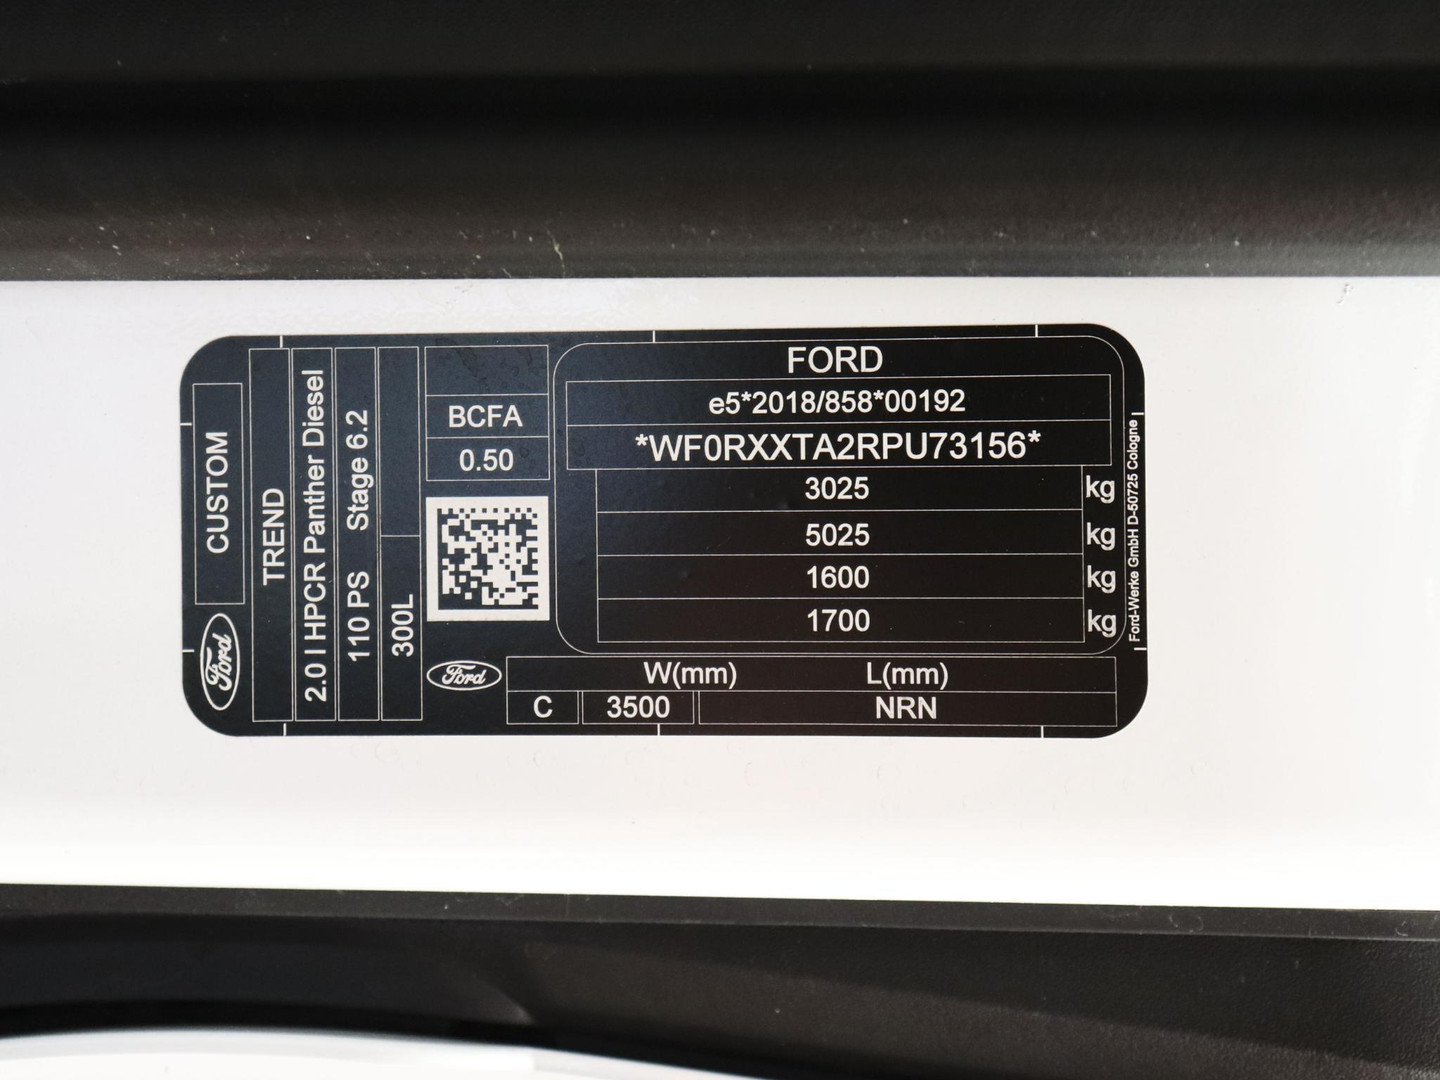 CUSTOM
Ford
TREND
2.0 l HPCR Panther Diesel
110 PS Stage 6.2
300L
BCFA
0.50
Ford
FORD
e5*2018/858*00192
*WF0RXXTA2RPU73156*
3025 kg
5025 kg
1600 kg
1700 kg
W(mm) L(mm)
C 3500 NRN
Ford-Werke GmbH D-50725 Cologne